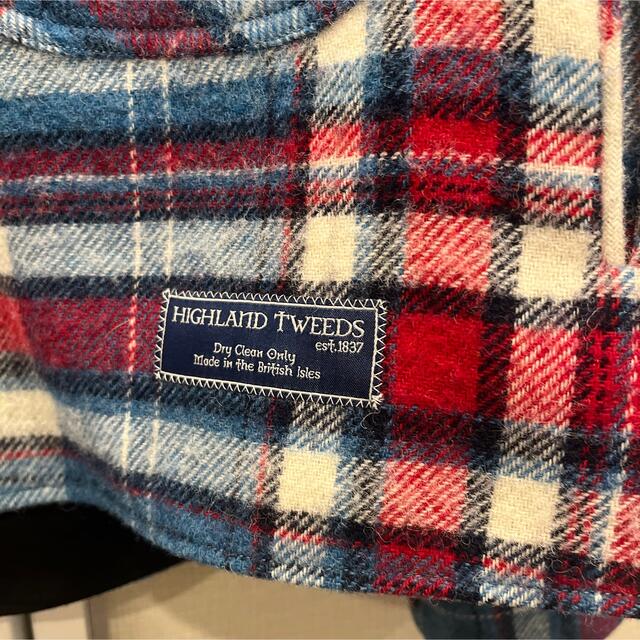 HIGHLAND TWEEDS
est.1837
Dry Clean Only
Made in the British Isles